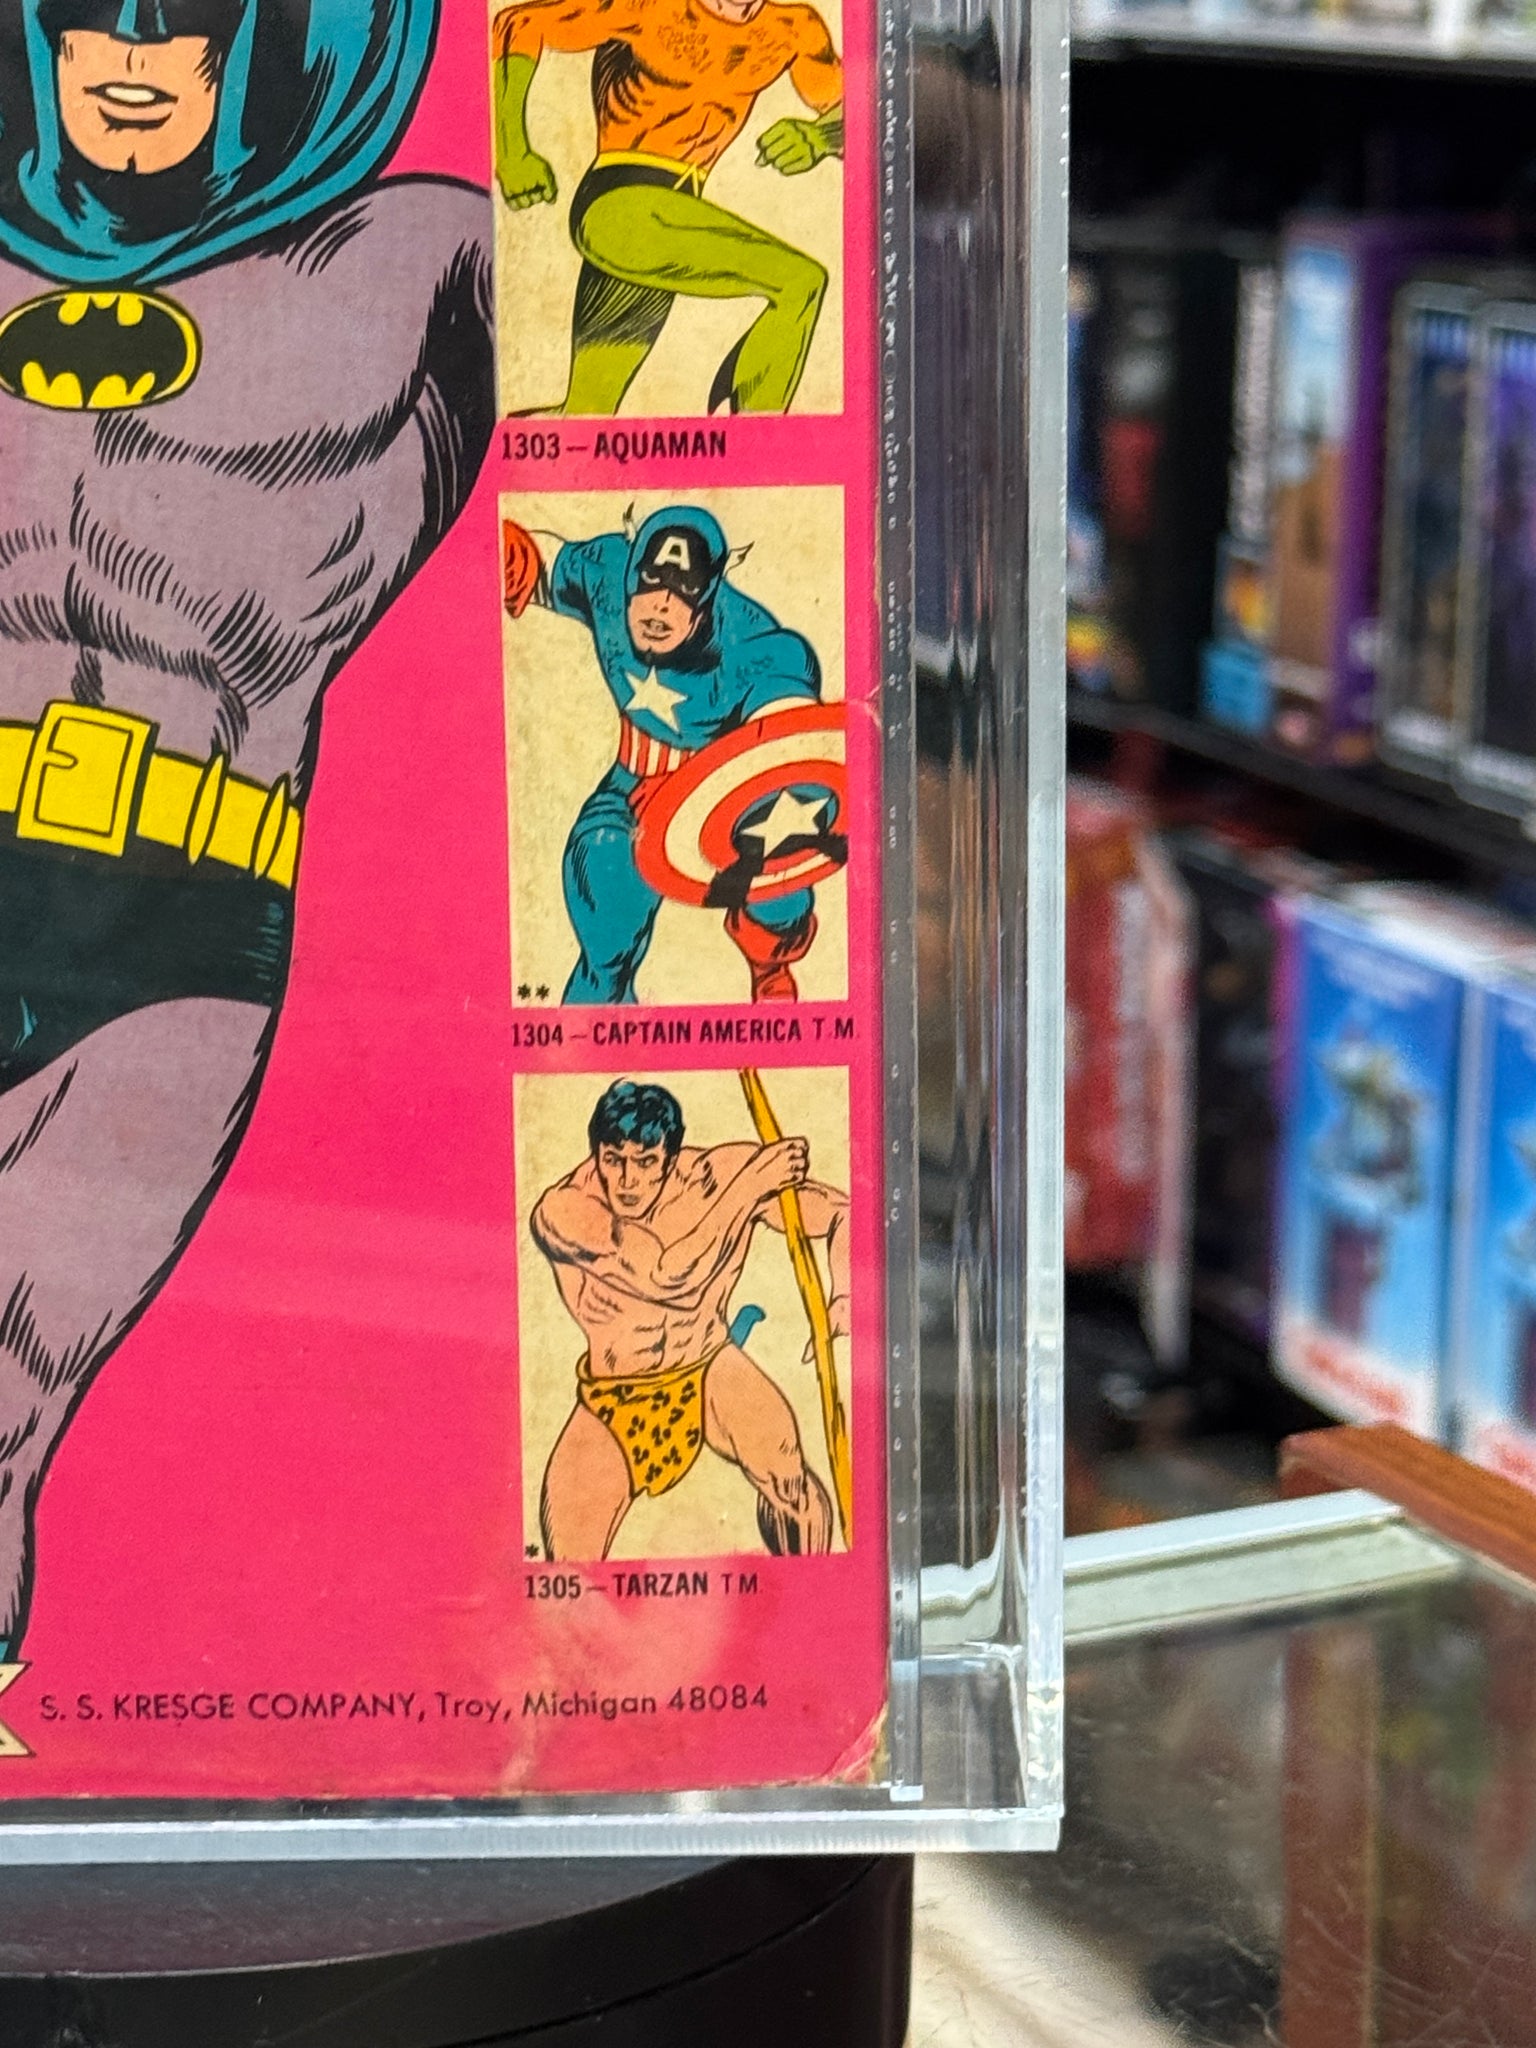 1303 — AQUAMAN
A
**
1304 — CAPTAIN AMERICA T.M.
*
1305 — TARZAN T.M.
S. S. KRESGE COMPANY, Troy, Michigan 48084